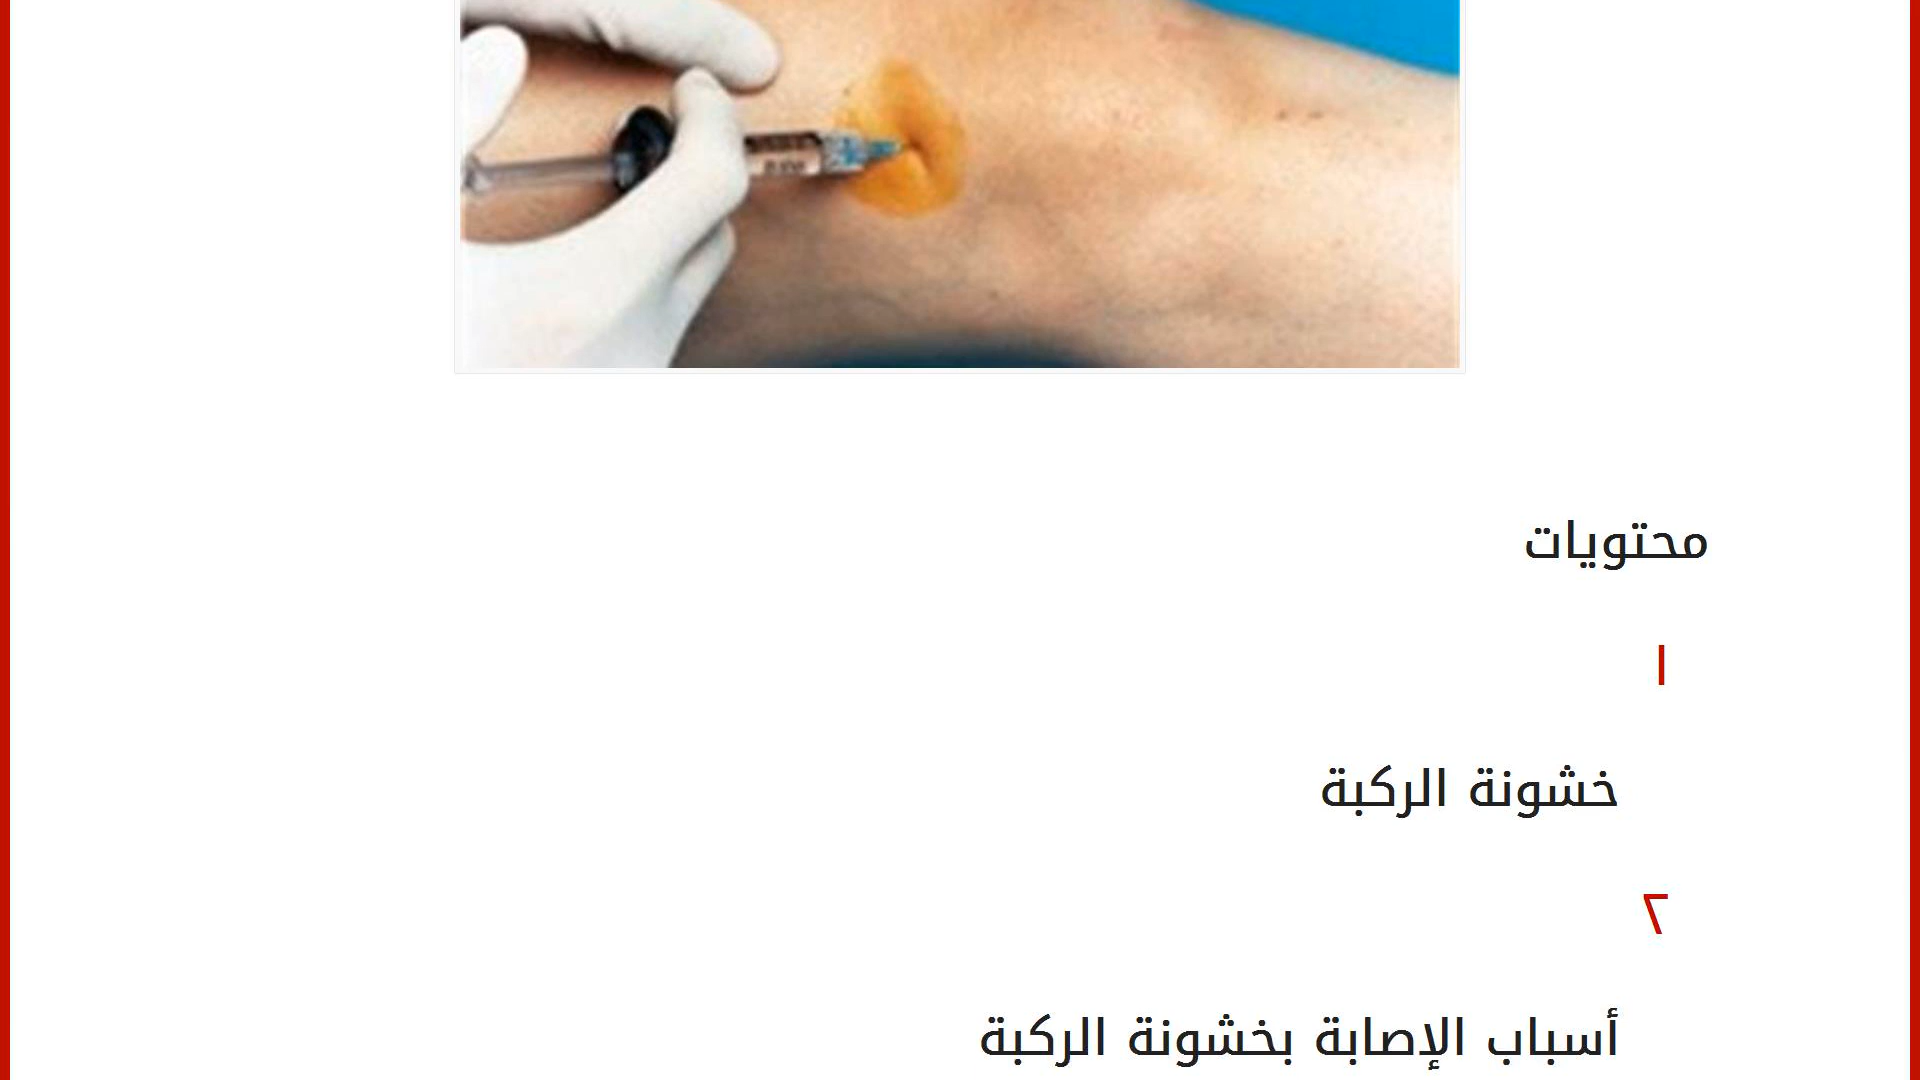 محتويات
١
خشونة الركبة
٢
أسباب الإصابة بخشونة الركبة